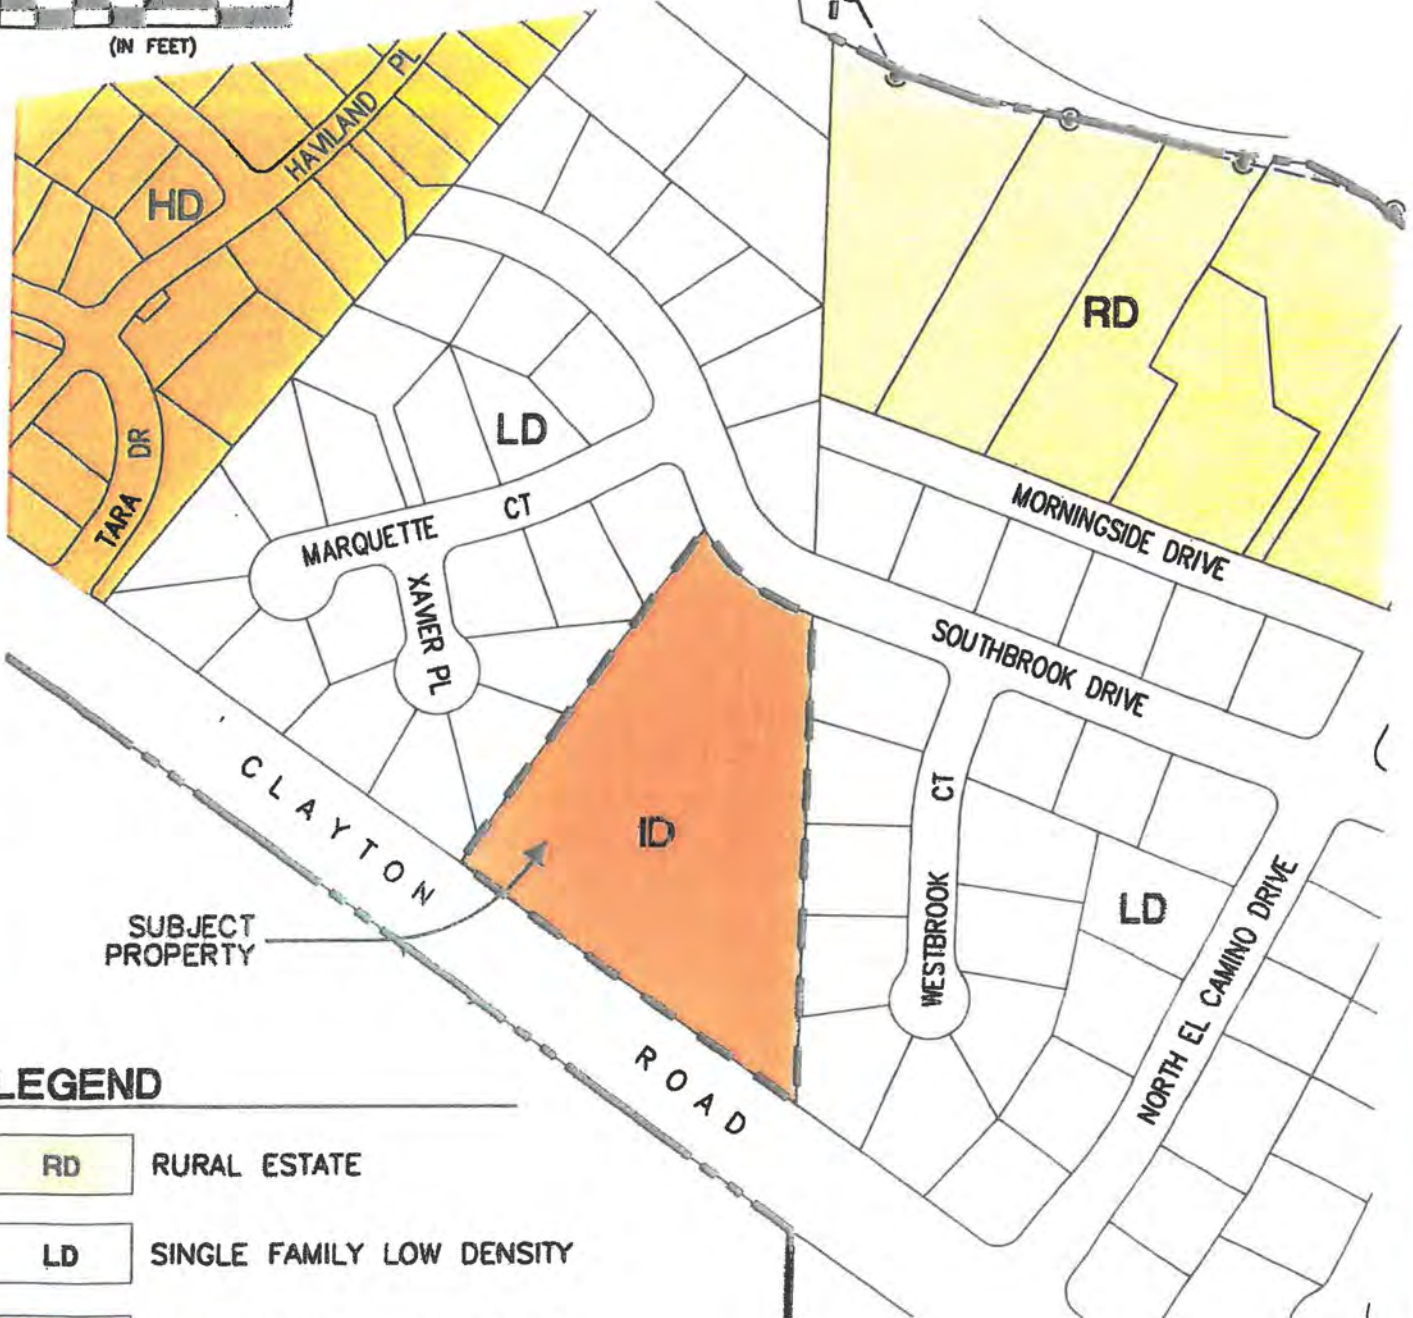 (IN FEET)
HAVILAND PL
HD
RD
TARA DR
LD
MARQUETTE CT
MORNINGSIDE DRIVE
XAVIER PL
SOUTHBROOK DRIVE
CLAYTON ROAD
ID
WESTBROOK CT
LD
NORTH EL CAMINO DRIVE
SUBJECT
PROPERTY
LEGEND
RD RURAL ESTATE
LD SINGLE FAMILY LOW DENSITY